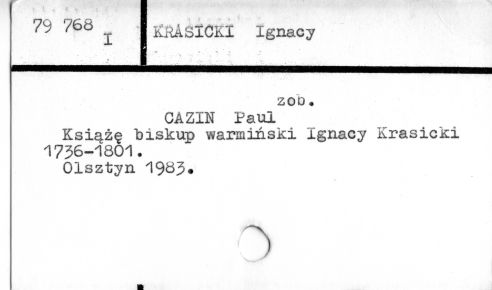 79 768 I KRASICKI Ignacy
zob.
CAZIN Paul
Książę biskup warmiński Ignacy Krasicki
1736-1801.
Olsztyn 1983.